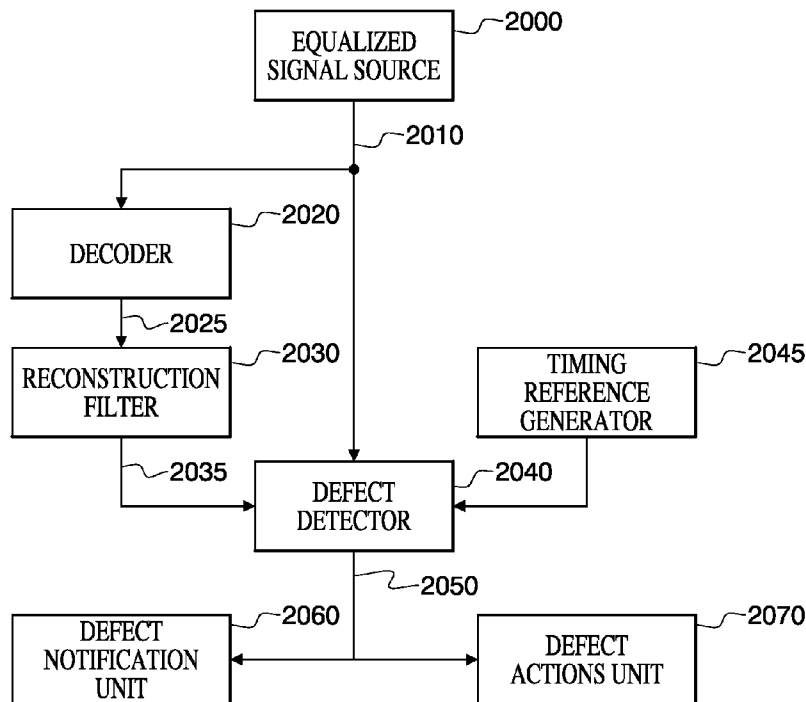 EQUALIZED
SIGNAL SOURCE
2000
2010
DECODER
2020
2025
RECONSTRUCTION
FILTER
2030
TIMING
REFERENCE
GENERATOR
2045
2035
DEFECT
DETECTOR
2040
2050
DEFECT
NOTIFICATION
UNIT
2060
DEFECT
ACTIONS UNIT
2070